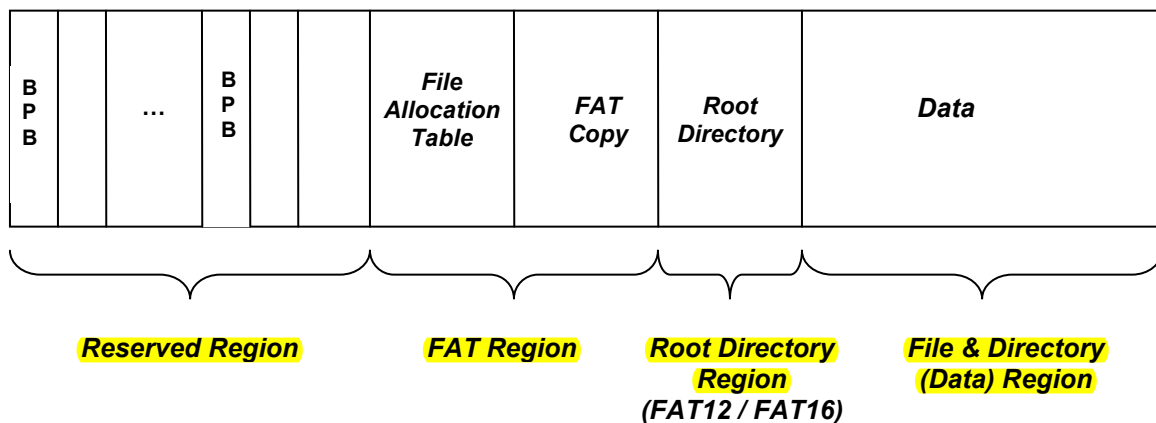 B
P
B
…
B
P
B
File
Allocation
Table
FAT
Copy
Root
Directory
Data
Reserved Region
FAT Region
Root Directory
Region
(FAT12 / FAT16)
File & Directory
(Data) Region